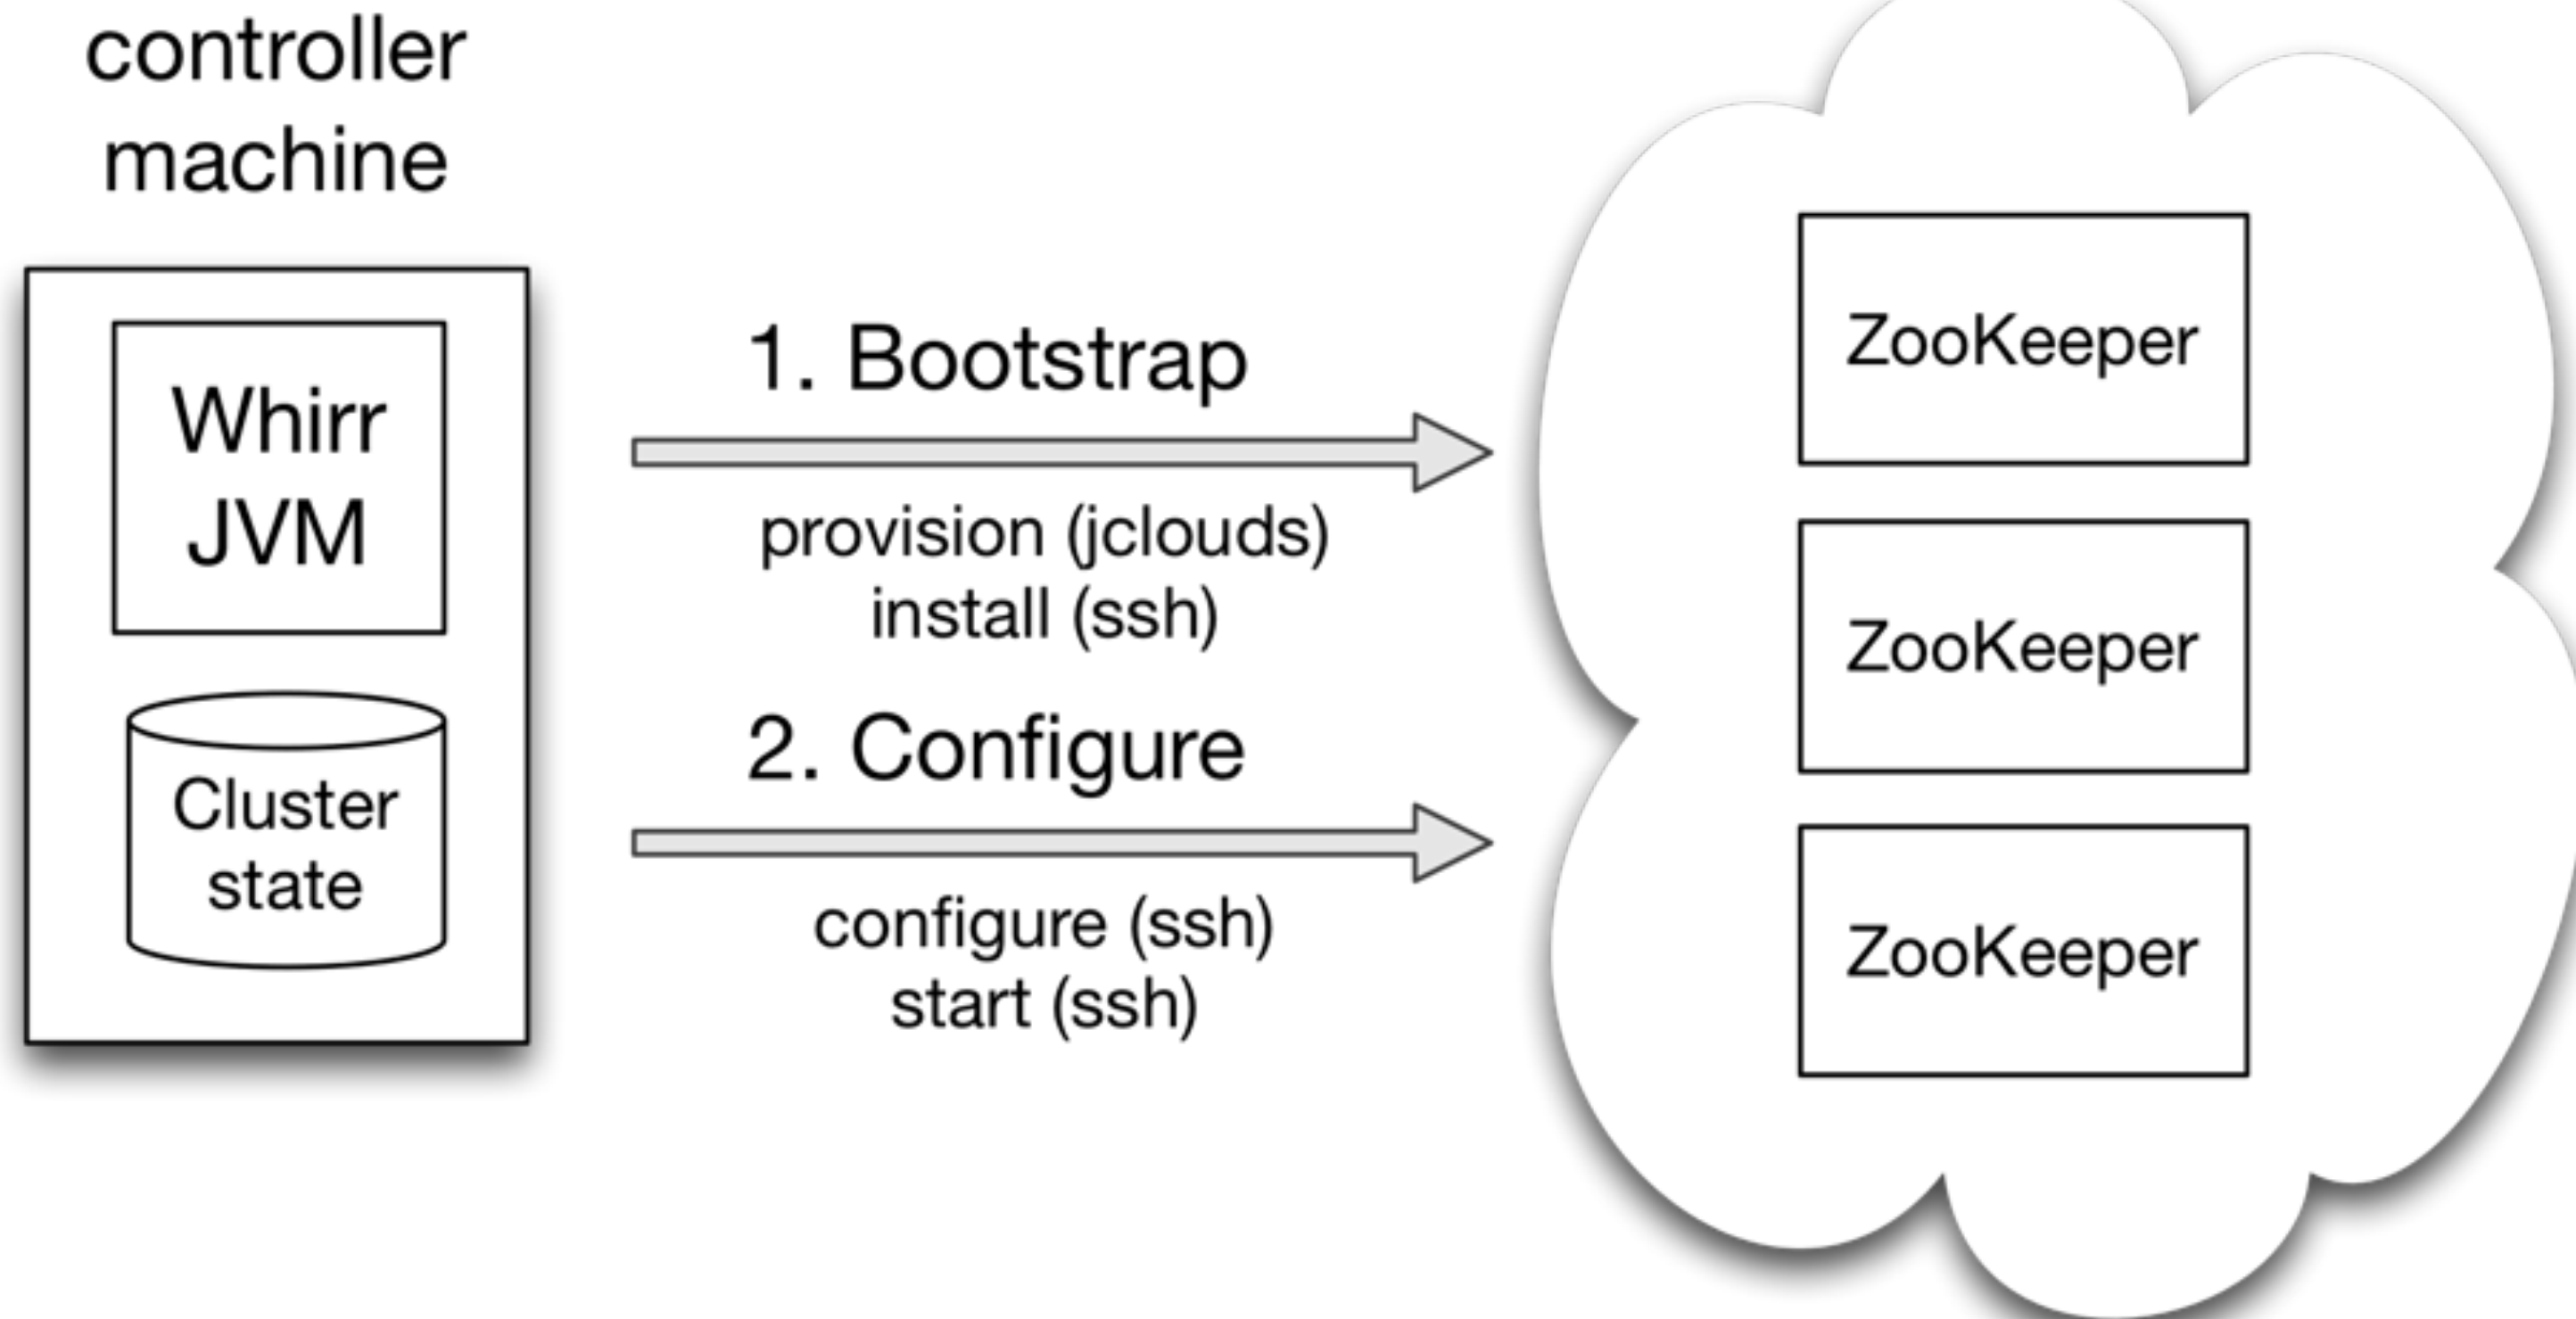 controller
machine
Whirr
JVM
Cluster
state
1. Bootstrap
provision (jclouds)
install (ssh)
2. Configure
configure (ssh)
start (ssh)
ZooKeeper
ZooKeeper
ZooKeeper